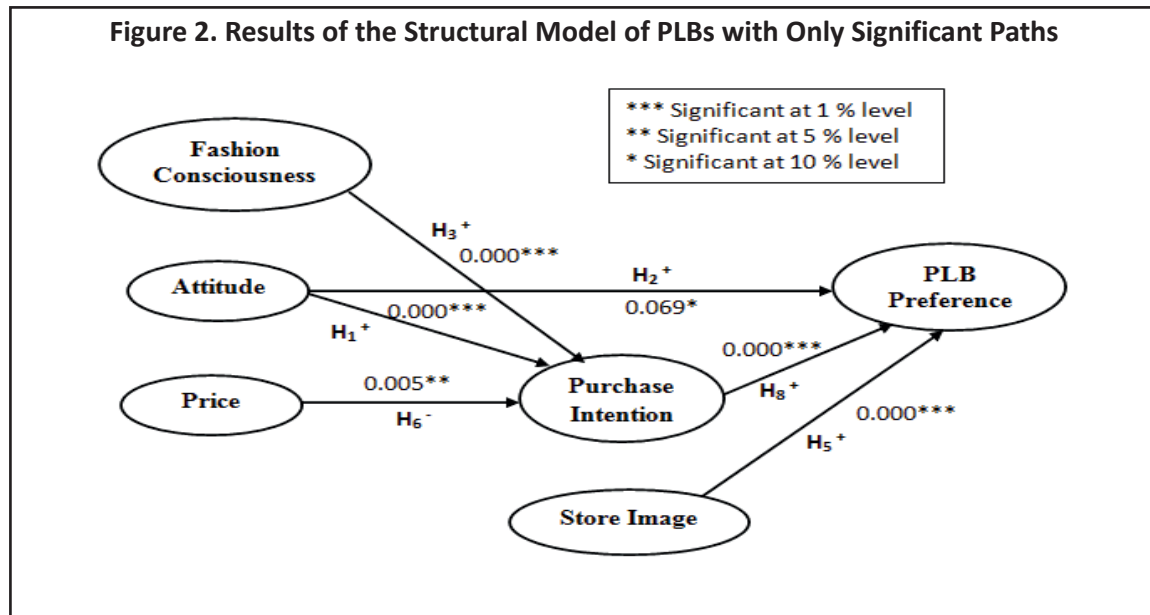 Figure 2. Results of the Structural Model of PLBs with Only Significant Paths
*** Significant at 1 % level
** Significant at 5 % level
* Significant at 10 % level
Fashion
Consciousness
H₃⁺
0.000***
Attitude
H₂⁺
0.069*
PLB
Preference
0.000***
H₁⁺
Price
0.005**
H₆⁻
Purchase
Intention
0.000***
H₈⁺
0.000***
H₅⁺
Store Image